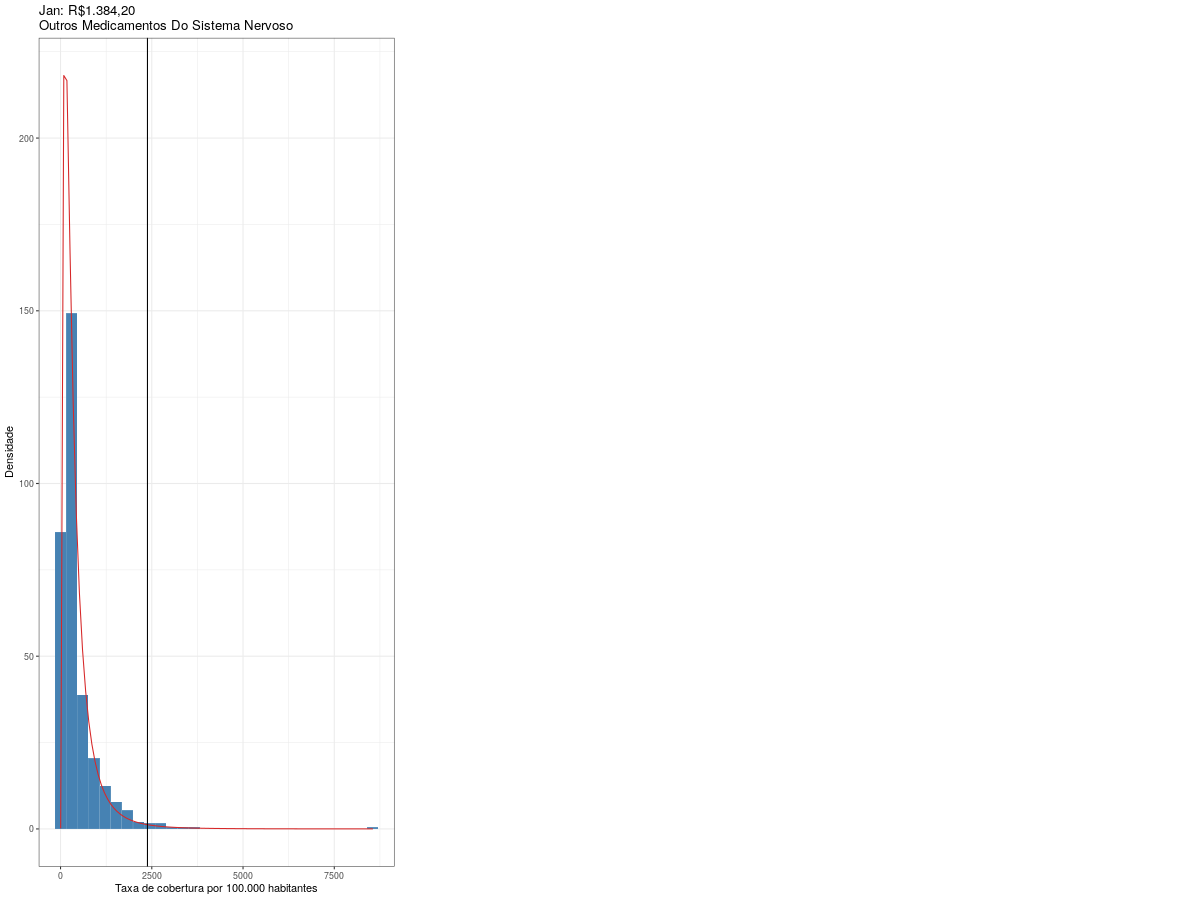 Jan: R$1.384,20
Outros Medicamentos Do Sistema Nervoso
200
150
100
50
0
Densidade
0 2500 5000 7500
Taxa de cobertura por 100.000 habitantes